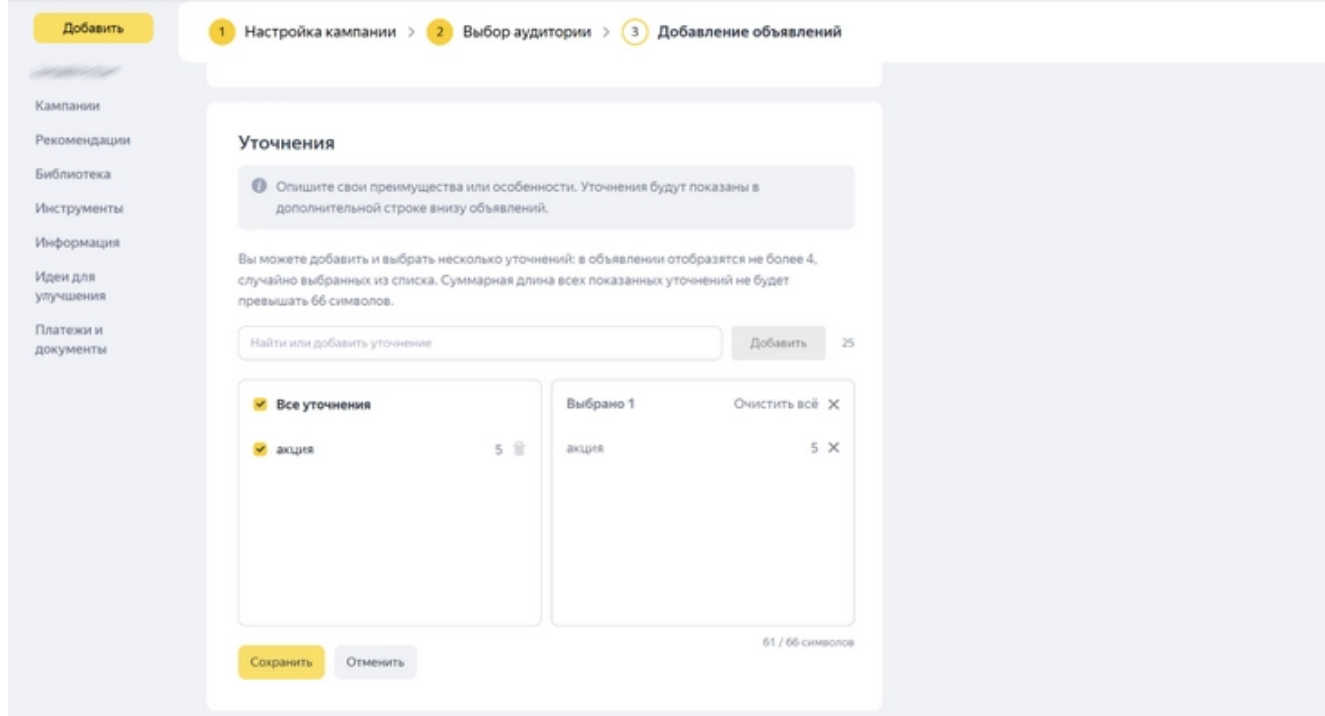 Добавить
1 Настройка кампании > 2 Выбор аудитории > 3 Добавление объявлений
Кампании
Рекомендации
Библиотека
Инструменты
Информация
Идеи для
улучшения
Платежи и
документы
Уточнения
Опишите свои преимущества или особенности. Уточнения будут показаны в
дополнительной строке внизу объявлений.
Вы можете добавить и выбрать несколько уточнений: в объявлении отобразятся не более 4,
случайно выбранных из списка. Суммарная длина всех показанных уточнений не будет
превышать 66 символов.
Найти или добавить уточнение Добавить 25
Все уточнения
акция 5
Выбрано 1 Очистить всё
акция 5
61 / 66 символов
Сохранить Отменить